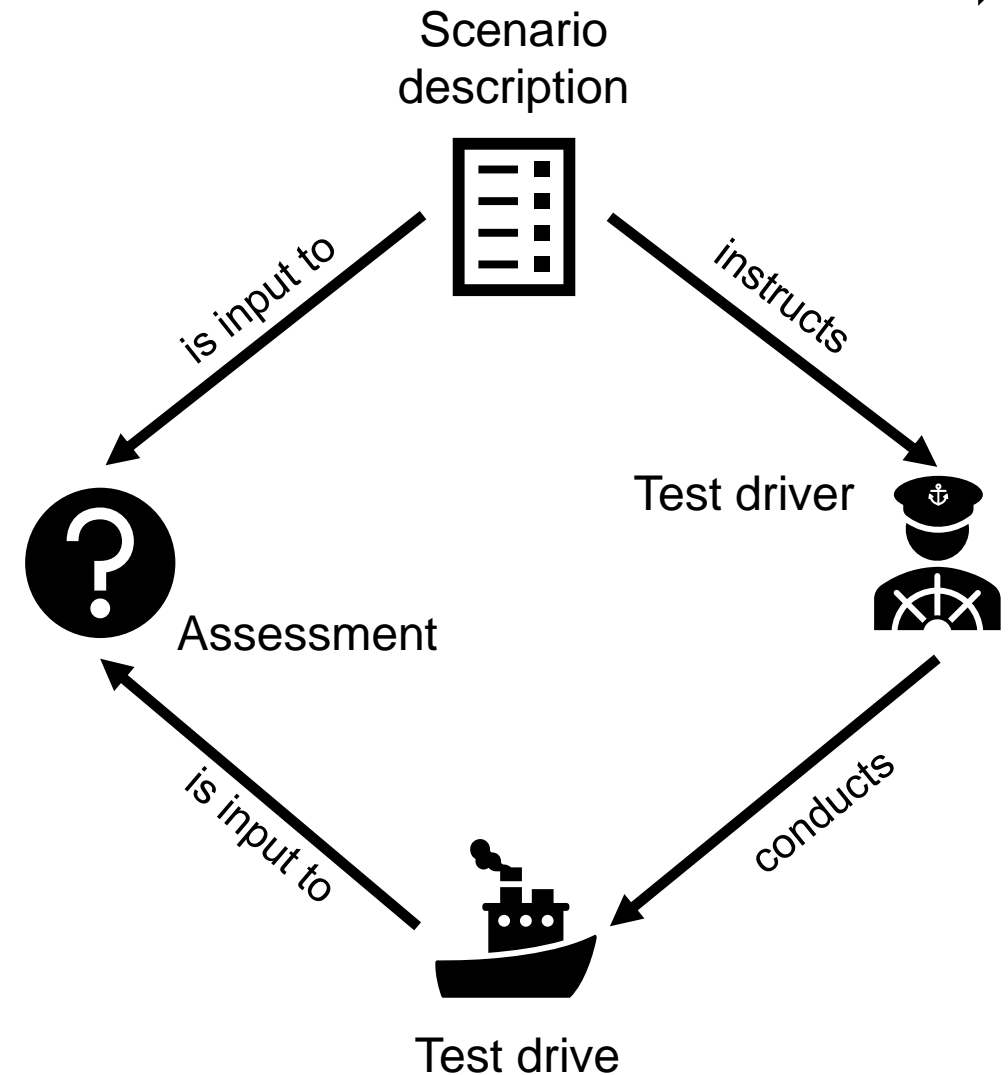 Scenario
description
is input to
instructs
Test driver
Assessment
is input to
conducts
Test drive